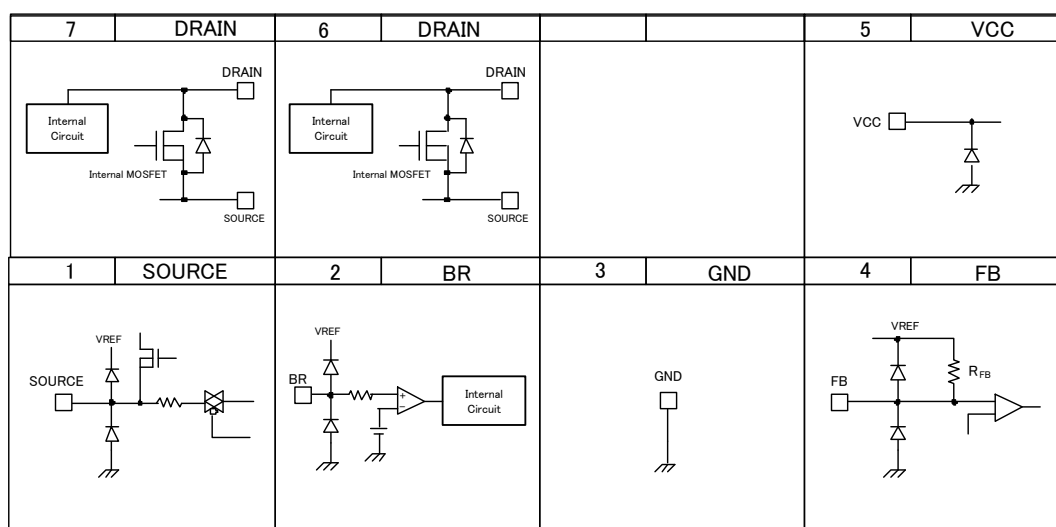 7 DRAIN 6 DRAIN 5 VCC
DRAIN
Internal
Circuit
Internal MOSFET
SOURCE
DRAIN
Internal
Circuit
Internal MOSFET
SOURCE
VCC
1 SOURCE 2 BR 3 GND 4 FB
VREF
SOURCE
VREF
BR
+
−
Internal
Circuit
GND
VREF
RFB
FB